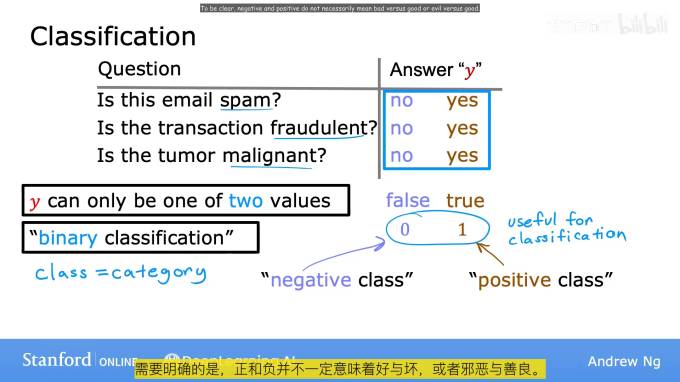 To be clear, negative and positive do not necessarily mean bad versus good or evil versus good.
Classification
Question Answer “y”
Is this email spam? no yes
Is the transaction fraudulent? no yes
Is the tumor malignant? no yes
y can only be one of two values
false true
0 1
useful for
classification
“binary classification”
class = category
“negative class” “positive class”
Stanford ONLINE DeepLearning.AI Andrew Ng
需要明确的是，正和负并不一定意味着好与坏，或者邪恶与善良。
bilibili